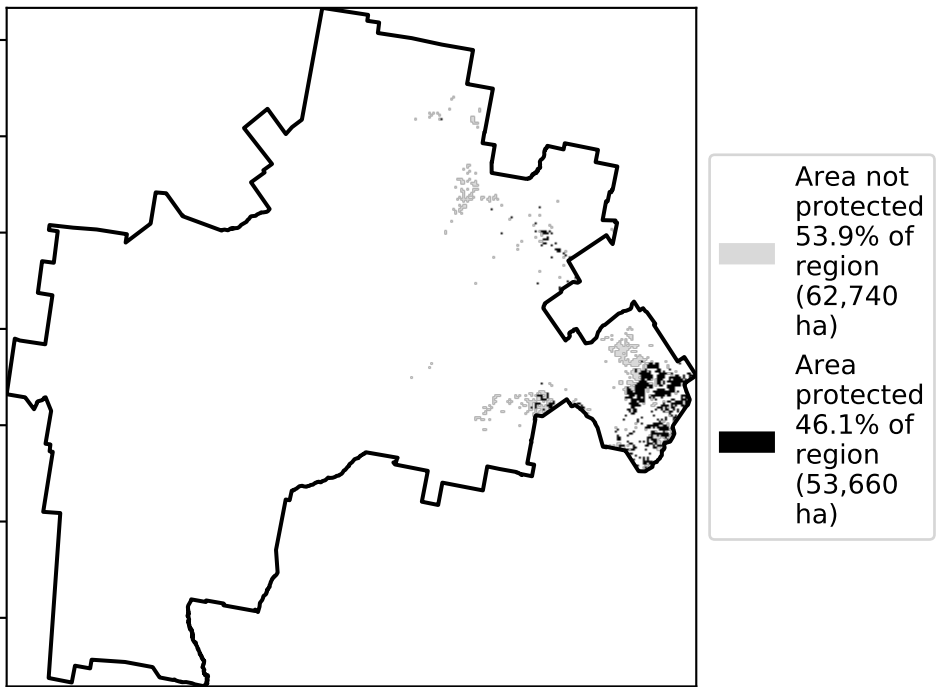 Area not
protected
53.9% of
region
(62,740
ha)
Area
protected
46.1% of
region
(53,660
ha)